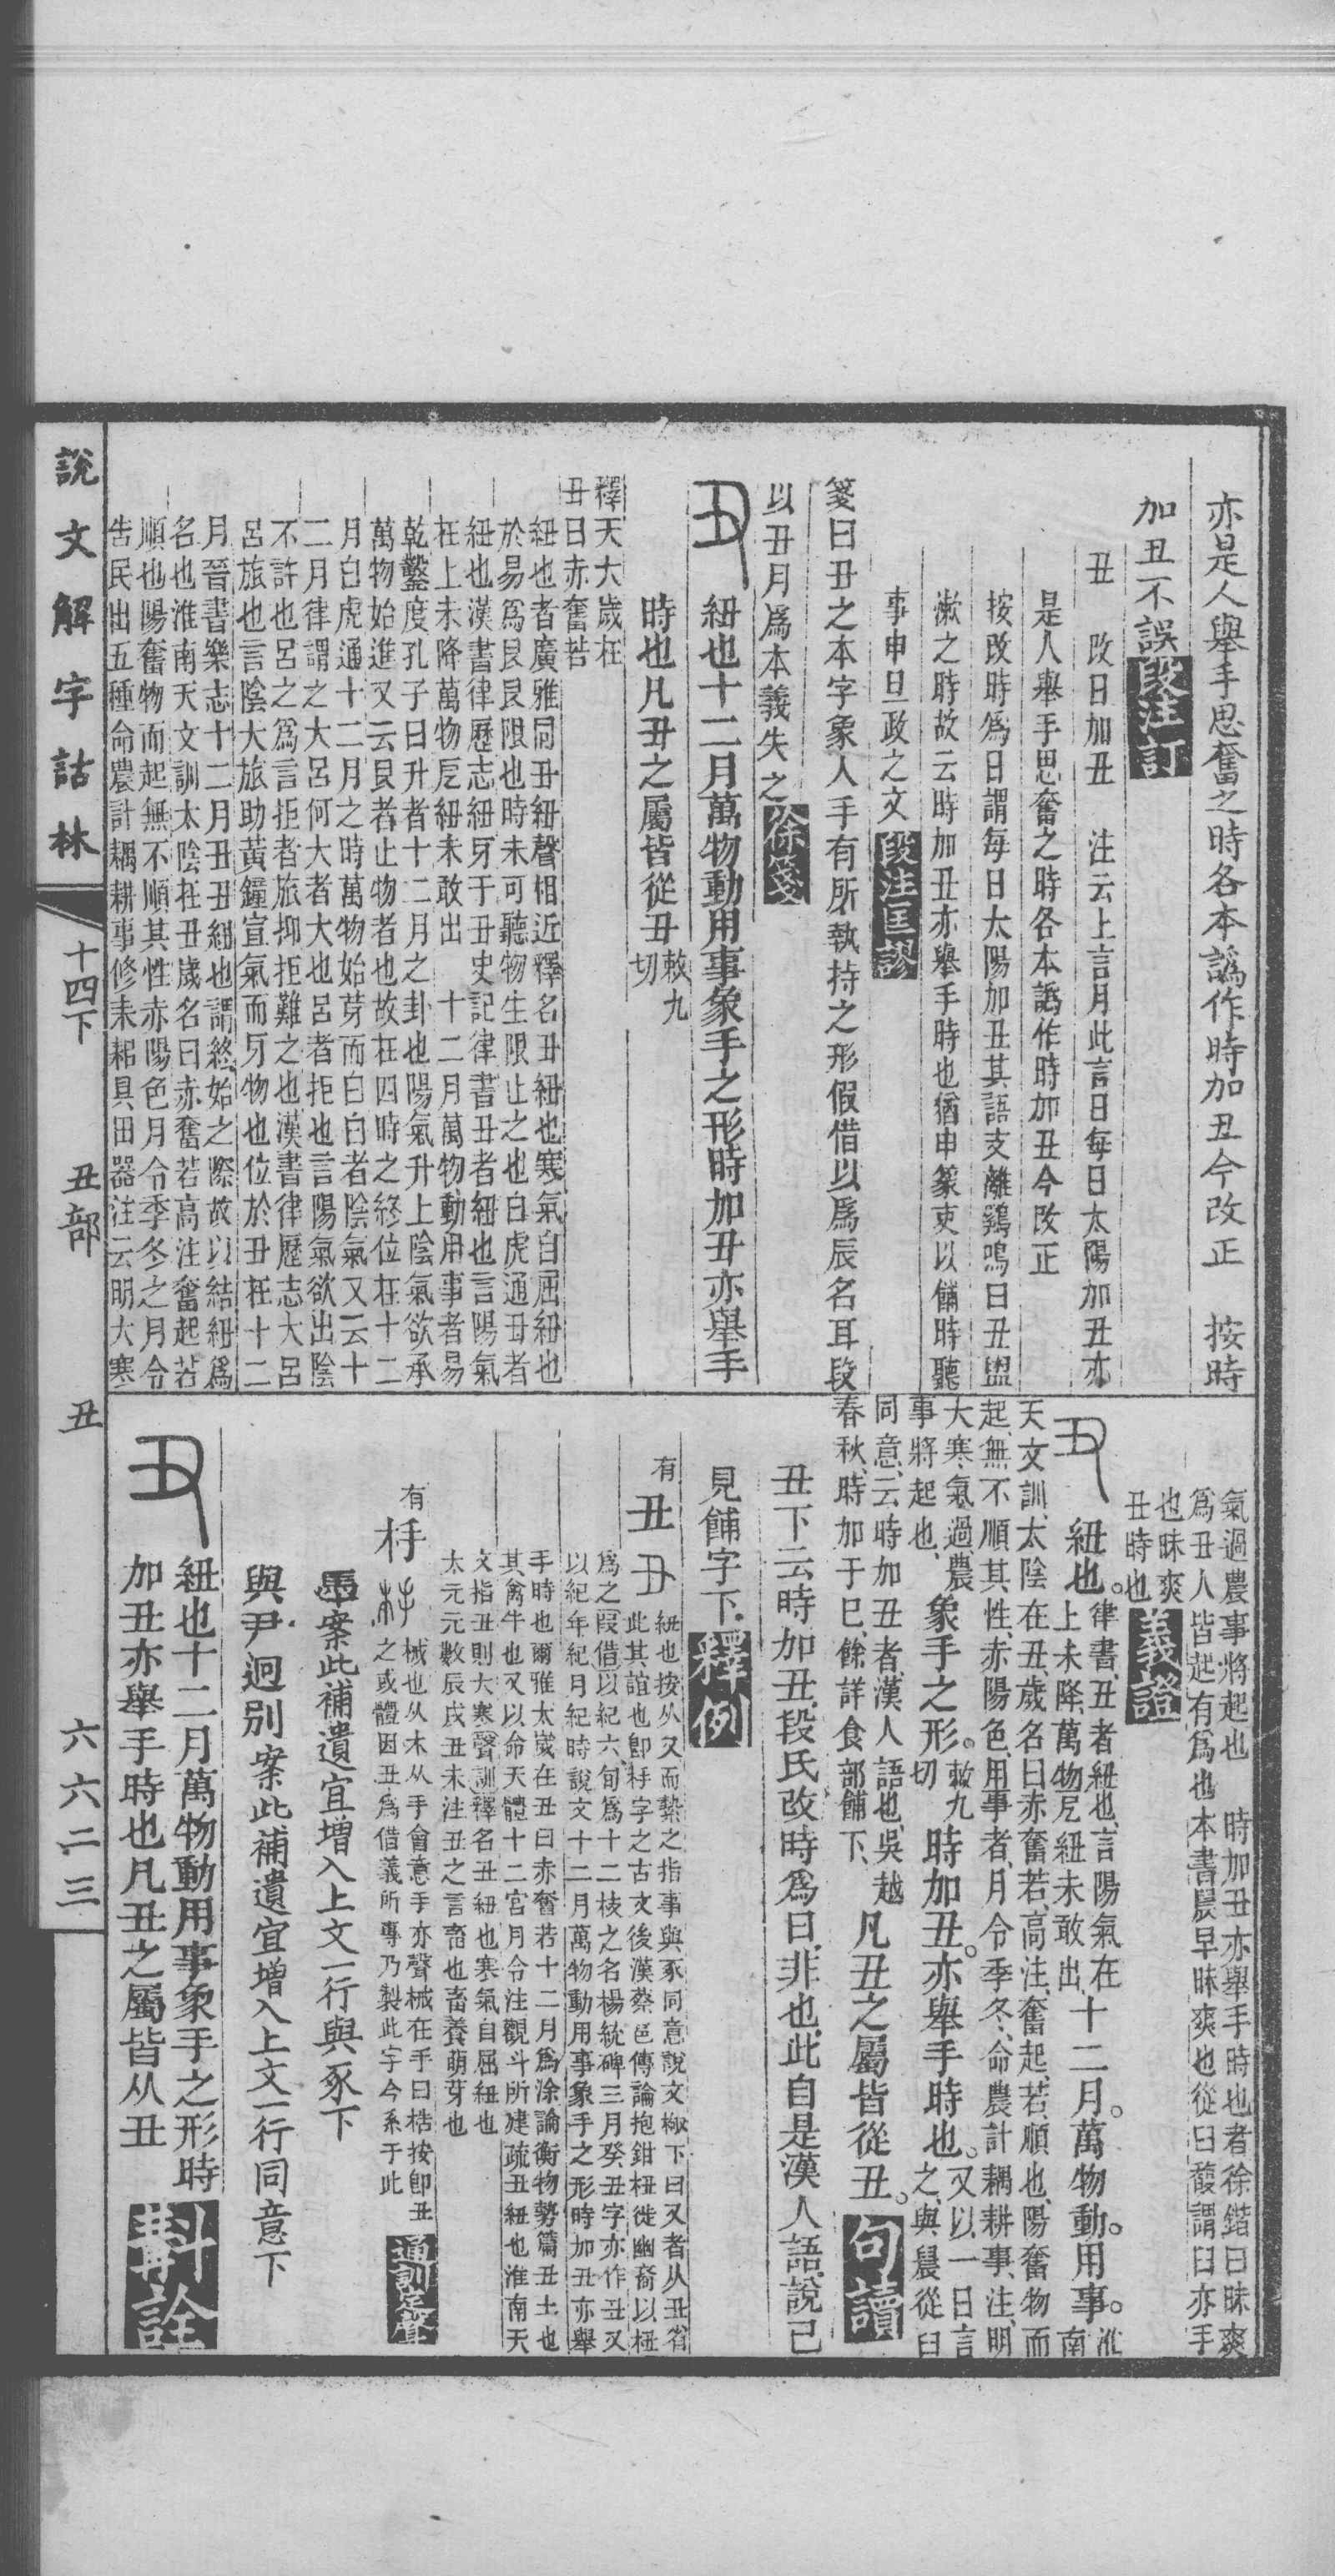 亦是人舉手思奮之時各本譌作時加丑今改正　按時
加丑不誤段注訂
丑　改日加丑　注云上言月此言日每日太陽加丑亦
是人舉手思奮之時各本譌作時加丑今改正
按改時爲日謂每日太陽加丑其語支離鷄鳴曰丑盥
漱之時故云時加丑亦舉手時也猶申篆吏以餔時聽
事申旦政之文段注匡謬
箋曰丑之本字象人手有所執持之形假借以爲辰名耳段
以丑月爲本義失之徐箋
丑
紐也十二月萬物動用事象手之形時加丑亦舉手
時也凡丑之屬皆從丑
敕九
切
釋天大歲在
丑曰赤奮若
紐也者廣雅同丑紐聲相近釋名丑紐也寒氣自屈紐也
於易爲艮艮限也時未可聽物生限止之也白虎通丑者
紐也漢書律歷志紐牙于丑史記律書丑者紐也言陽氣
在上未降萬物戹紐未敢出　十二月萬物動用事者易
乾鑿度孔子曰升者十二月之卦也陽氣升上陰氣欲承
萬物始進又云艮者止物者也故在四時之終位在十二
月白虎通十二月之時萬物始芽而白白者陰氣又云十
二月律謂之大呂何大者大也呂者拒也言陽氣欲出陰
不許也呂之爲言拒者旅抑拒難之也漢書律歷志大呂
呂旅也言陰大旅助黃鐘宣氣而牙物也位於丑在十二
月晉書樂志十二月丑丑紐也謂終始之際故以結紐爲
名也淮南天文訓太陰在丑歲名曰赤奮若高注奮起若
順也陽奮物而起無不順其性赤陽色月令季冬之月令
告民出五種命農計耦耕事修耒耜具田器注云明大寒
氣過農事將起也　時加丑亦舉手時也者徐鍇曰昧爽
爲丑人皆起有爲也本書晨早昧爽也從臼馥謂臼亦手
也昧爽
丑時也
義證
丑
紐也。
律書丑者紐也言陽氣在
上未降萬物戹紐未敢出
十二月。萬物動。用事。
淮
南
天文訓太陰在丑歲名曰赤奮若高注奮起若順也陽奮物而
起無不順其性赤陽色用事者月令季冬命農計耦耕事注明
大寒氣過農
事將起也
象手之形。
敕九
切
時加丑。亦舉手時也。
又以一日言
之與晨從臼
同意云時加丑者漢人語也吳越
春秋時加于巳餘詳食部餔下
凡丑之屬皆從丑。
句讀
丑下云時加丑段氏改時爲日非也此自是漢人語說已
見餔字下釋例
有
丑
丑
紐也按从又而縶之指事與豕同意說文椒下曰又者从丑省
此其誼也卽杽字之古文後漢蔡邕傳論抱鉗杻徙幽裔以杻
爲之叚借以紀六旬爲十二枝之名楊統碑三月癸丑字亦作丑又
以紀年紀月紀時說文十二月萬物動用事象手之形時加丑亦舉
手時也爾雅太歲在丑曰赤奮若十二月爲涂論衡物勢篇丑土也
其禽牛也又以命天體十二宮月令注觀斗所建疏丑紐也淮南天
文指丑則大寒聲訓釋名丑紐也寒氣自屈紐也
太元元數辰戌丑未注丑之言畜也畜養萌芽也
有
杽
杽
械也从木从手會意手亦聲械在手曰梏按卽丑
之或體因丑爲借義所專乃製此字今系于此
通訓定聲
案此補遺宜增入上文一行與豕下
與尹迥別案此補遺宜增入上文一行同意下
丑
紐也十二月萬物動用事象手之形時
加丑亦舉手時也凡丑之屬皆从丑
斠詮
說文解字詁林
十四下
丑部
丑
六六二三